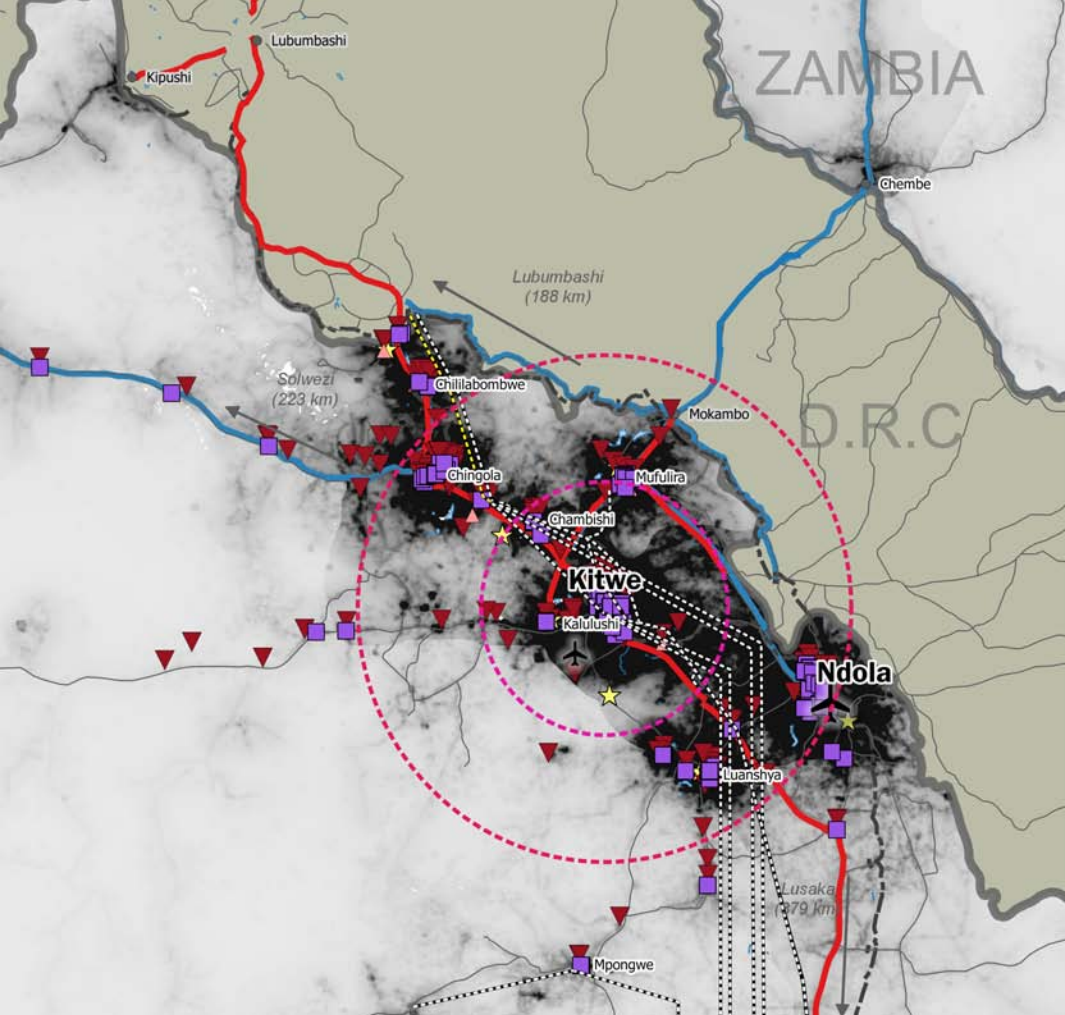 Lubumbashi
Kipushi
ZAMBIA
Chembe
Lubumbashi
(188 km)
Solwezi
(223 km)
Chililabombwe
Mokambo
D.R.C
Chingola
Mufulira
Chambishi
Kitwe
Kalulushi
Ndola
Luanshya
Lusaka
(379 km)
Mpongwe